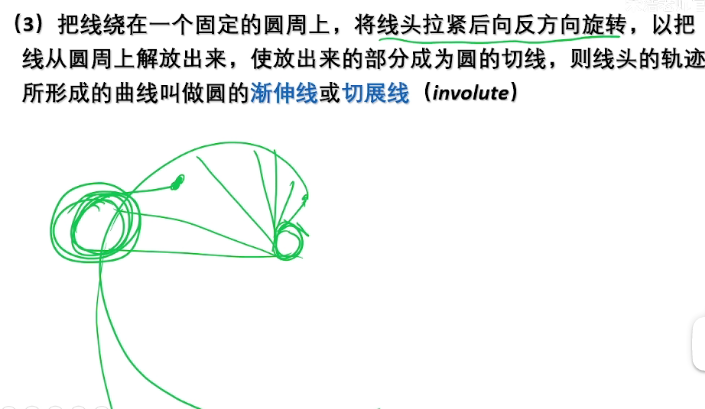 (3) 把线绕在一个固定的圆周上，将线头拉紧后向反方向旋转，以把
线从圆周上解放出来，使放出来的部分成为圆的切线，则线头的轨迹
所形成的曲线叫做圆的渐伸线或切展线（involute）